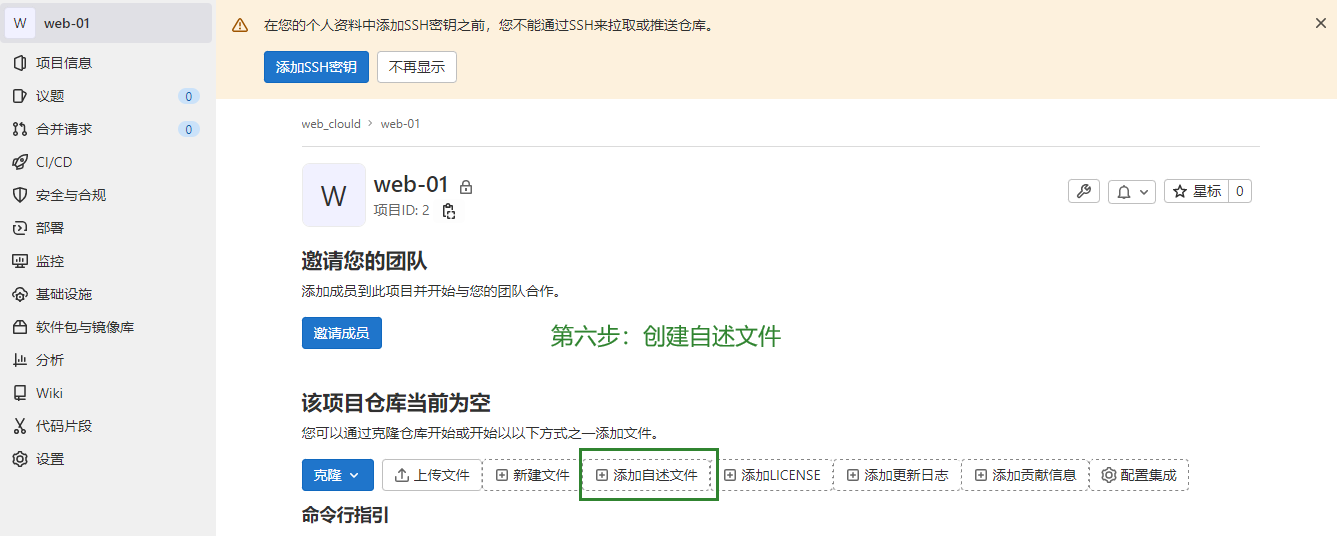 W web-01
项目信息
议题 0
合并请求 0
CI/CD
安全与合规
部署
监控
基础设施
软件包与镜像库
分析
Wiki
代码片段
设置
在您的个人资料中添加SSH密钥之前，您不能通过SSH来拉取或推送仓库。
添加SSH密钥 不再显示
web_clould › web-01
W
web-01
项目ID: 2
星标 0
邀请您的团队
添加成员到此项目并开始与您的团队合作。
邀请成员
第六步：创建自述文件
该项目仓库当前为空
您可以通过克隆仓库开始或开始以以下方式之一添加文件。
克隆 上传文件 新建文件 添加自述文件 添加LICENSE 添加更新日志 添加贡献信息 配置集成
命令行指引